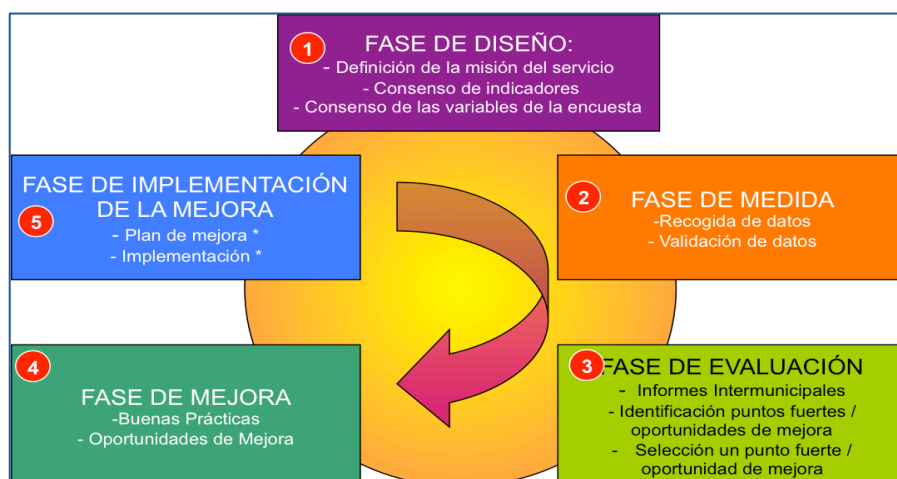 1
FASE DE DISEÑO:
- Definición de la misión del servicio
- Consenso de indicadores
- Consenso de las variables de la encuesta
2
FASE DE MEDIDA
-Recogida de datos
- Validación de datos
3
FASE DE EVALUACIÓN
- Informes Intermunicipales
- Identificación puntos fuertes /
oportunidades de mejora
- Selección un punto fuerte /
oportunidad de mejora
4
FASE DE MEJORA
-Buenas Prácticas
- Oportunidades de Mejora
5
FASE DE IMPLEMENTACIÓN
DE LA MEJORA
- Plan de mejora *
- Implementación *